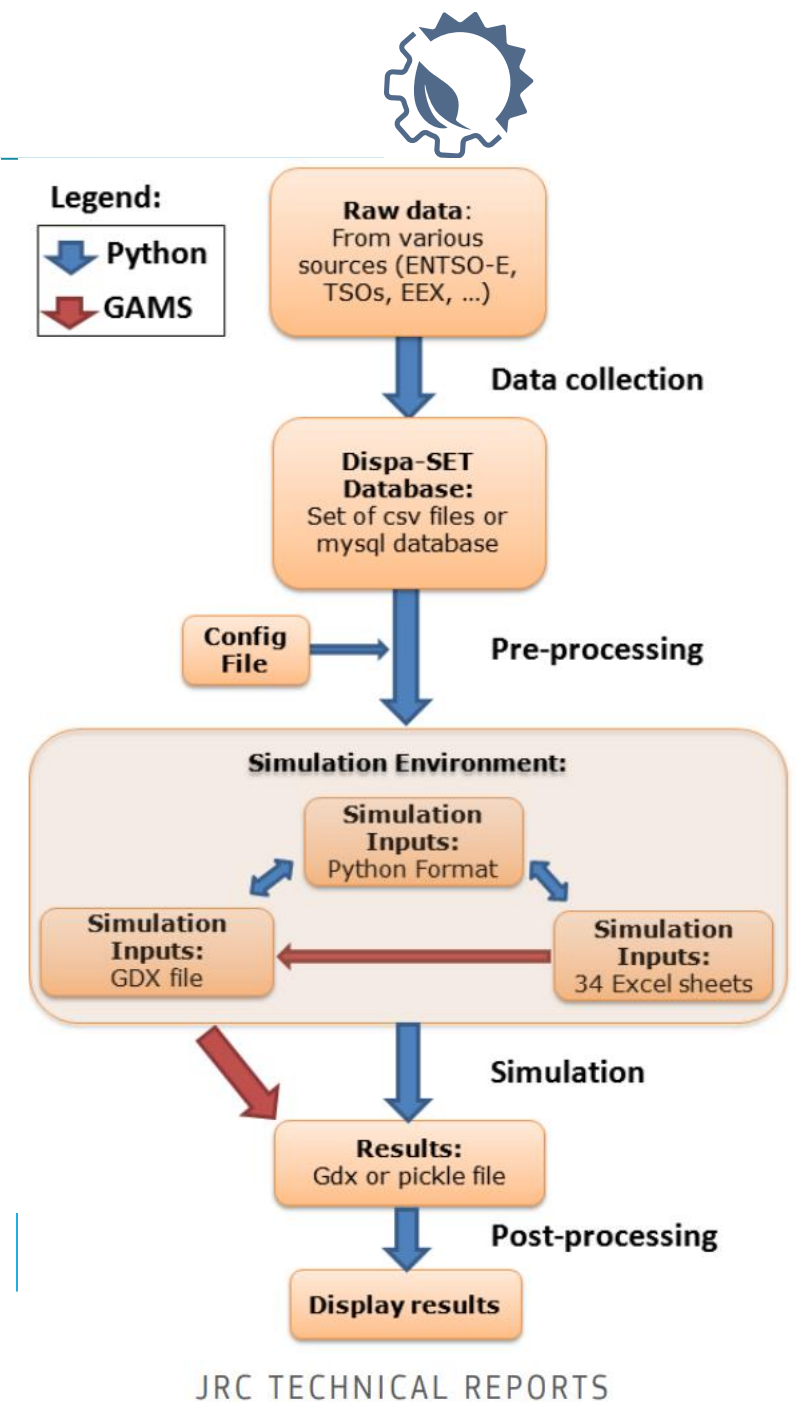 Legend:
Python
GAMS
Raw data:
From various
sources (ENTSO-E,
TSOs, EEX, ...)
Data collection
Dispa-SET
Database:
Set of csv files or
mysql database
Config
File
Pre-processing
Simulation Environment:
Simulation
Inputs:
Python Format
Simulation
Inputs:
GDX file
Simulation
Inputs:
34 Excel sheets
Simulation
Results:
Gdx or pickle file
Post-processing
Display results
JRC TECHNICAL REPORTS